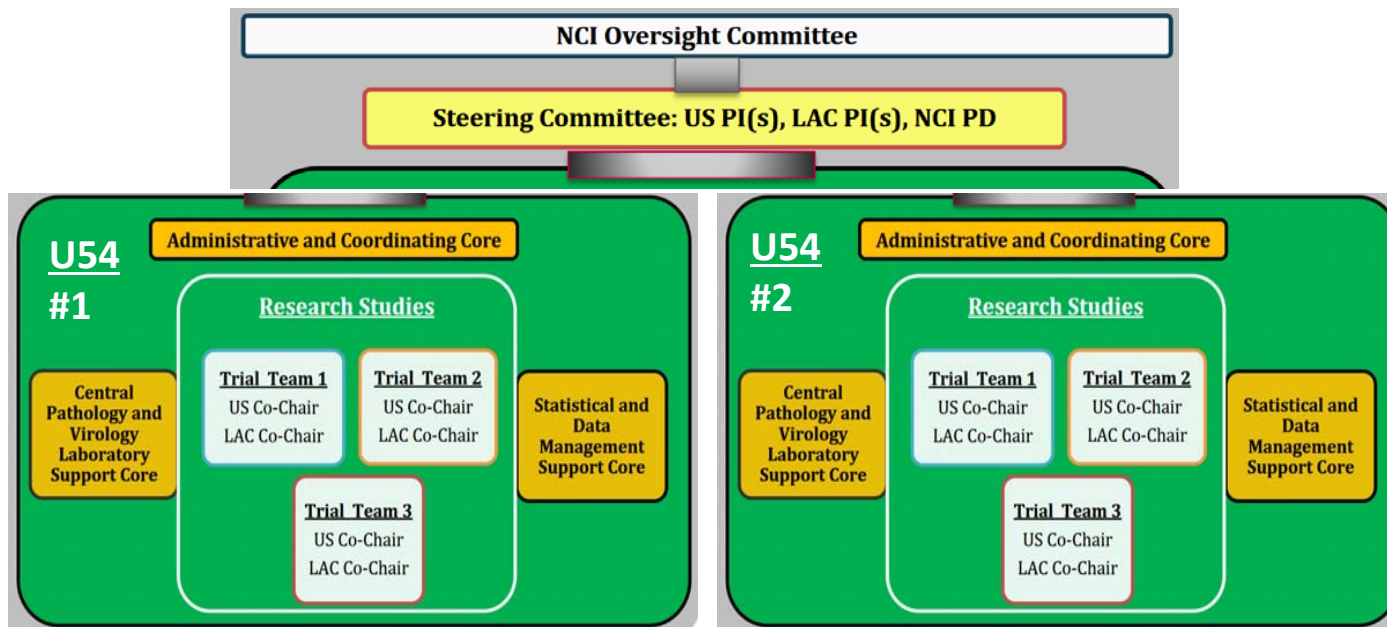 NCI Oversight Committee
Steering Committee: US PI(s), LAC PI(s), NCI PD
U54
#1
Administrative and Coordinating Core
Research Studies
Central
Pathology and
Virology
Laboratory
Support Core
Trial Team 1
US Co-Chair
LAC Co-Chair
Trial Team 2
US Co-Chair
LAC Co-Chair
Trial Team 3
US Co-Chair
LAC Co-Chair
Statistical and
Data
Management
Support Core
U54
#2
Administrative and Coordinating Core
Research Studies
Central
Pathology and
Virology
Laboratory
Support Core
Trial Team 1
US Co-Chair
LAC Co-Chair
Trial Team 2
US Co-Chair
LAC Co-Chair
Trial Team 3
US Co-Chair
LAC Co-Chair
Statistical and
Data
Management
Support Core